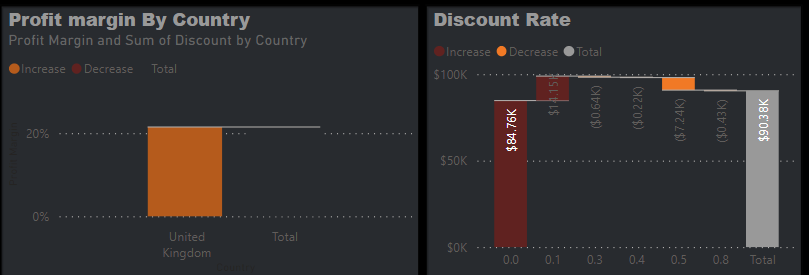 Profit margin By Country
Profit Margin and Sum of Discount by Country
Increase Decrease Total
20%
0%
United
Kingdom
Total
Discount Rate
Increase Decrease Total
$100K
$50K
$0K
$84.76K
$14.15K
($0.64K)
($0.22K)
($7.24K)
($0.43K)
$90.38K
0.0 0.1 0.3 0.4 0.5 0.8 Total